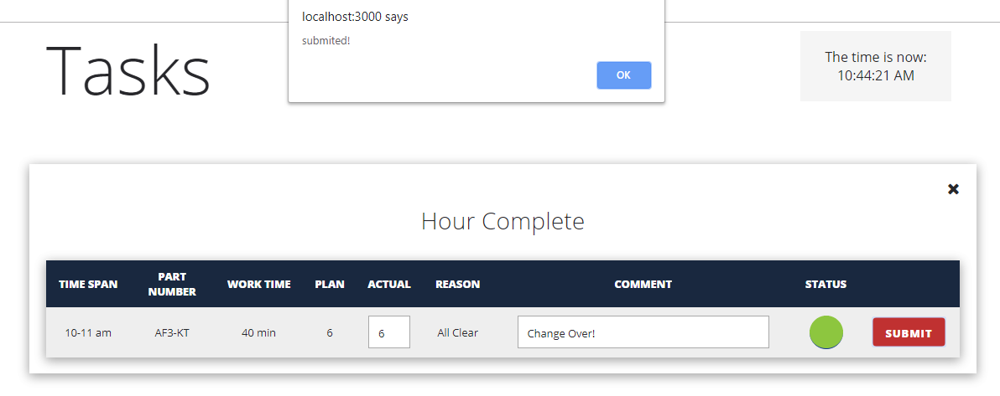 localhost:3000 says
submited!
OK
Tasks
The time is now:
10:44:21 AM
Hour Complete
TIME SPAN PART NUMBER WORK TIME PLAN ACTUAL REASON COMMENT STATUS
10-11 am AF3-KT 40 min 6 6 All Clear Change Over! SUBMIT